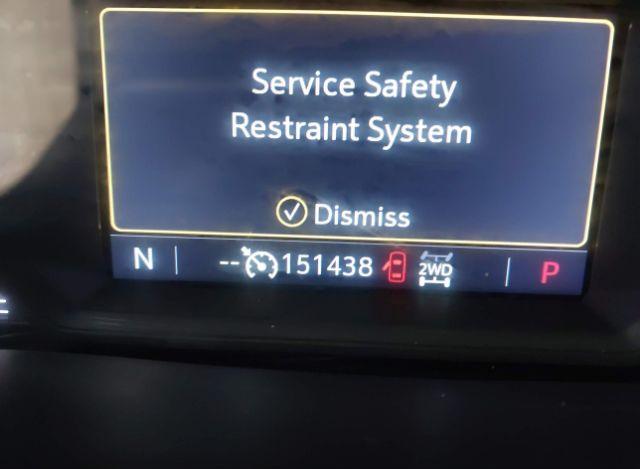 Service Safety
Restraint System
Dismiss
N -- 151438 2WD P